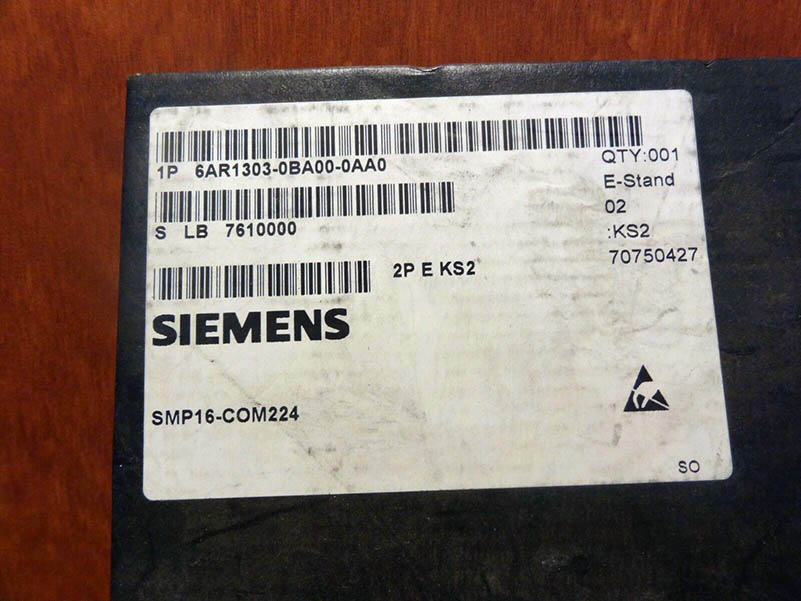 1P 6AR1303-0BA00-0AA0
QTY:001
E-Stand
02
:KS2
70750427
S LB 7610000
2P E KS2
SIEMENS
SMP16-COM224
SO